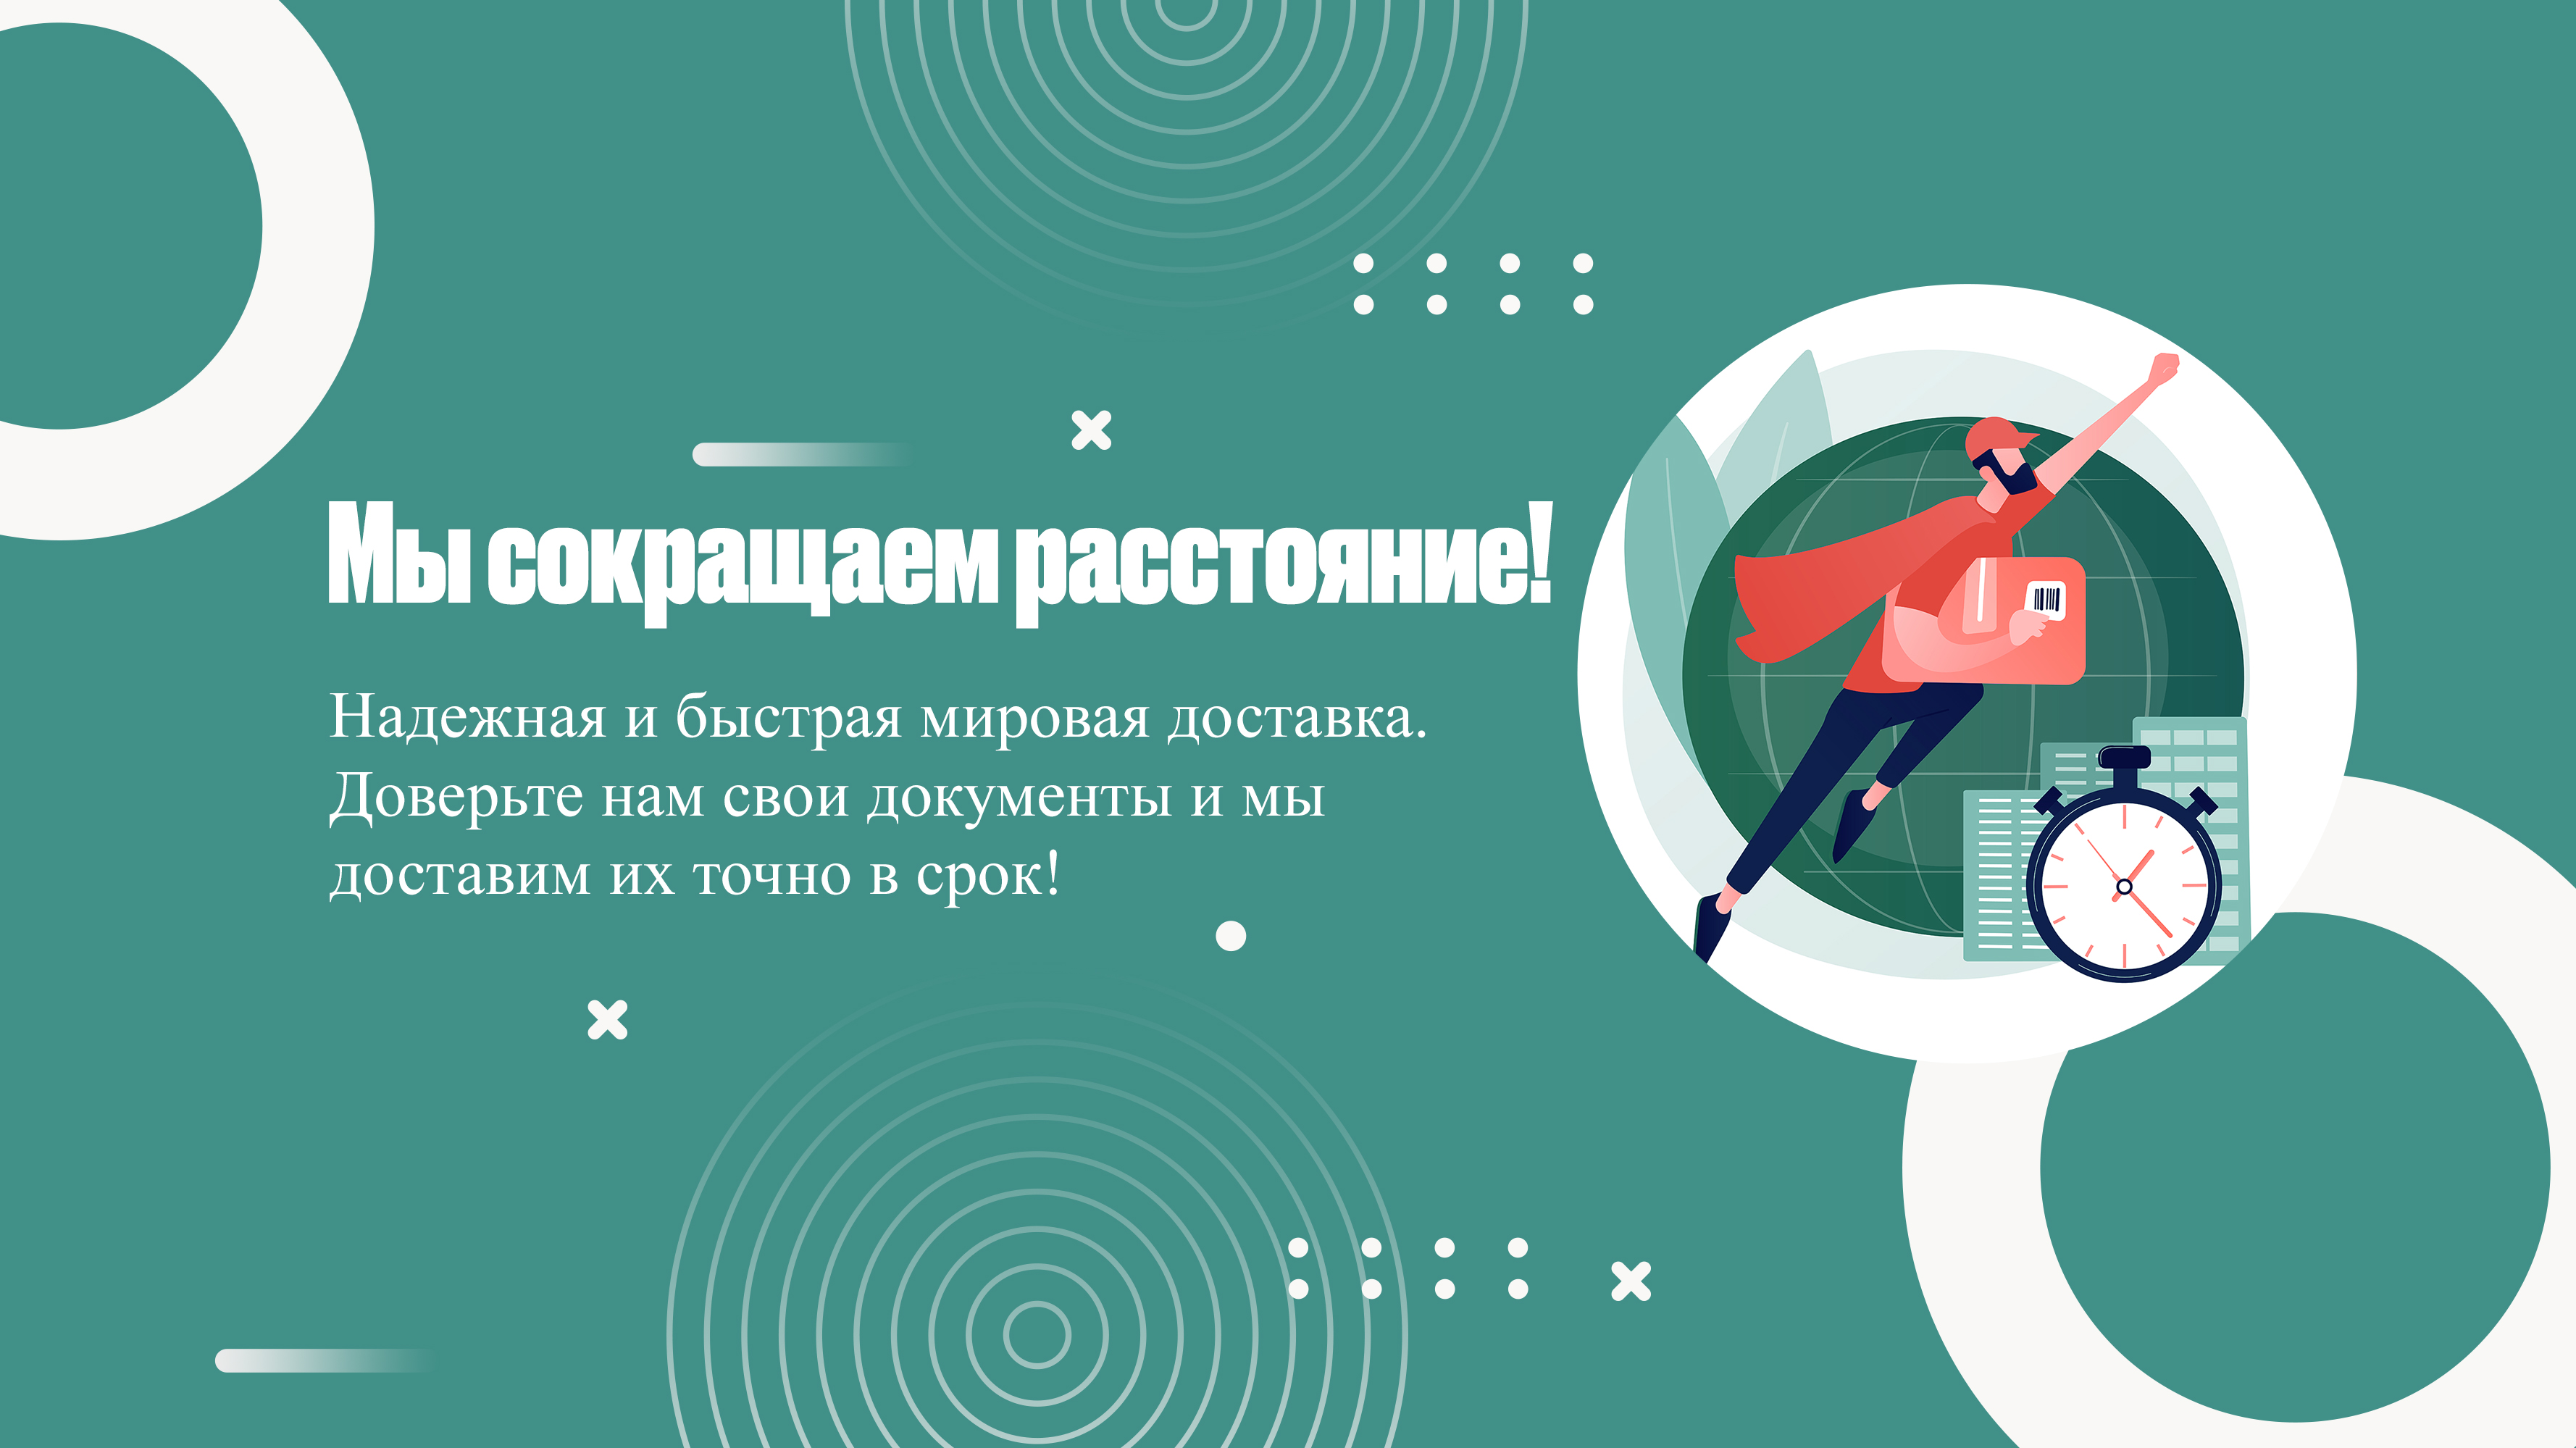 Мы сокращаем расстояние!
Надежная и быстрая мировая доставка.
Доверьте нам свои документы и мы
доставим их точно в срок!